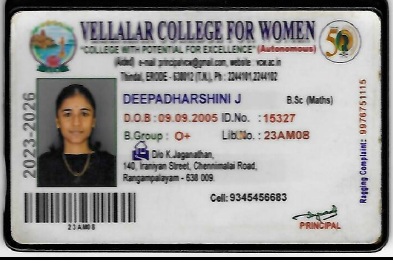 VELLALAR COLLEGE FOR WOMEN
"COLLEGE WITH POTENTIAL FOR EXCELLENCE" (Autonomous)
(Aided) e-mail :principalvcw@gmail.com, website vcw.ac.in
Thindal, ERODE - 638012 (T.N.), Ph : 2244101,2244102
50
DEEPADHARSHINI J B.Sc (Maths)
D.O.B :09.09.2005 ID.No. :15327
B.Group : O+ Lib.No. :23AM08
D/o K.Jaganathan,
140, Iraniyan Street, Chennimalai Road,
Rangampalayam - 638 009.
Cell: 9345456683
PRINCIPAL
2023-2026
23AM08
Ragging Complaint: 9976751115